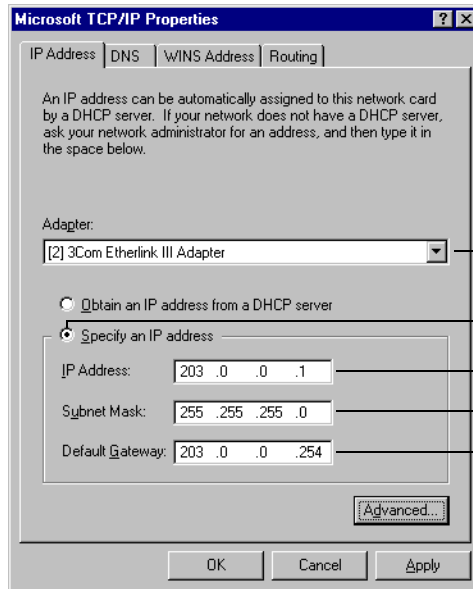 Microsoft TCP/IP Properties
IP Address DNS WINS Address Routing
An IP address can be automatically assigned to this network card
by a DHCP server. If your network does not have a DHCP server,
ask your network administrator for an address, and then type it in
the space below.
Adapter:
[2] 3Com Etherlink III Adapter
Obtain an IP address from a DHCP server
Specify an IP address
IP Address: 203 .0 .0 .1
Subnet Mask: 255 .255 .255 .0
Default Gateway: 203 .0 .0 .254
Advanced...
OK Cancel Apply